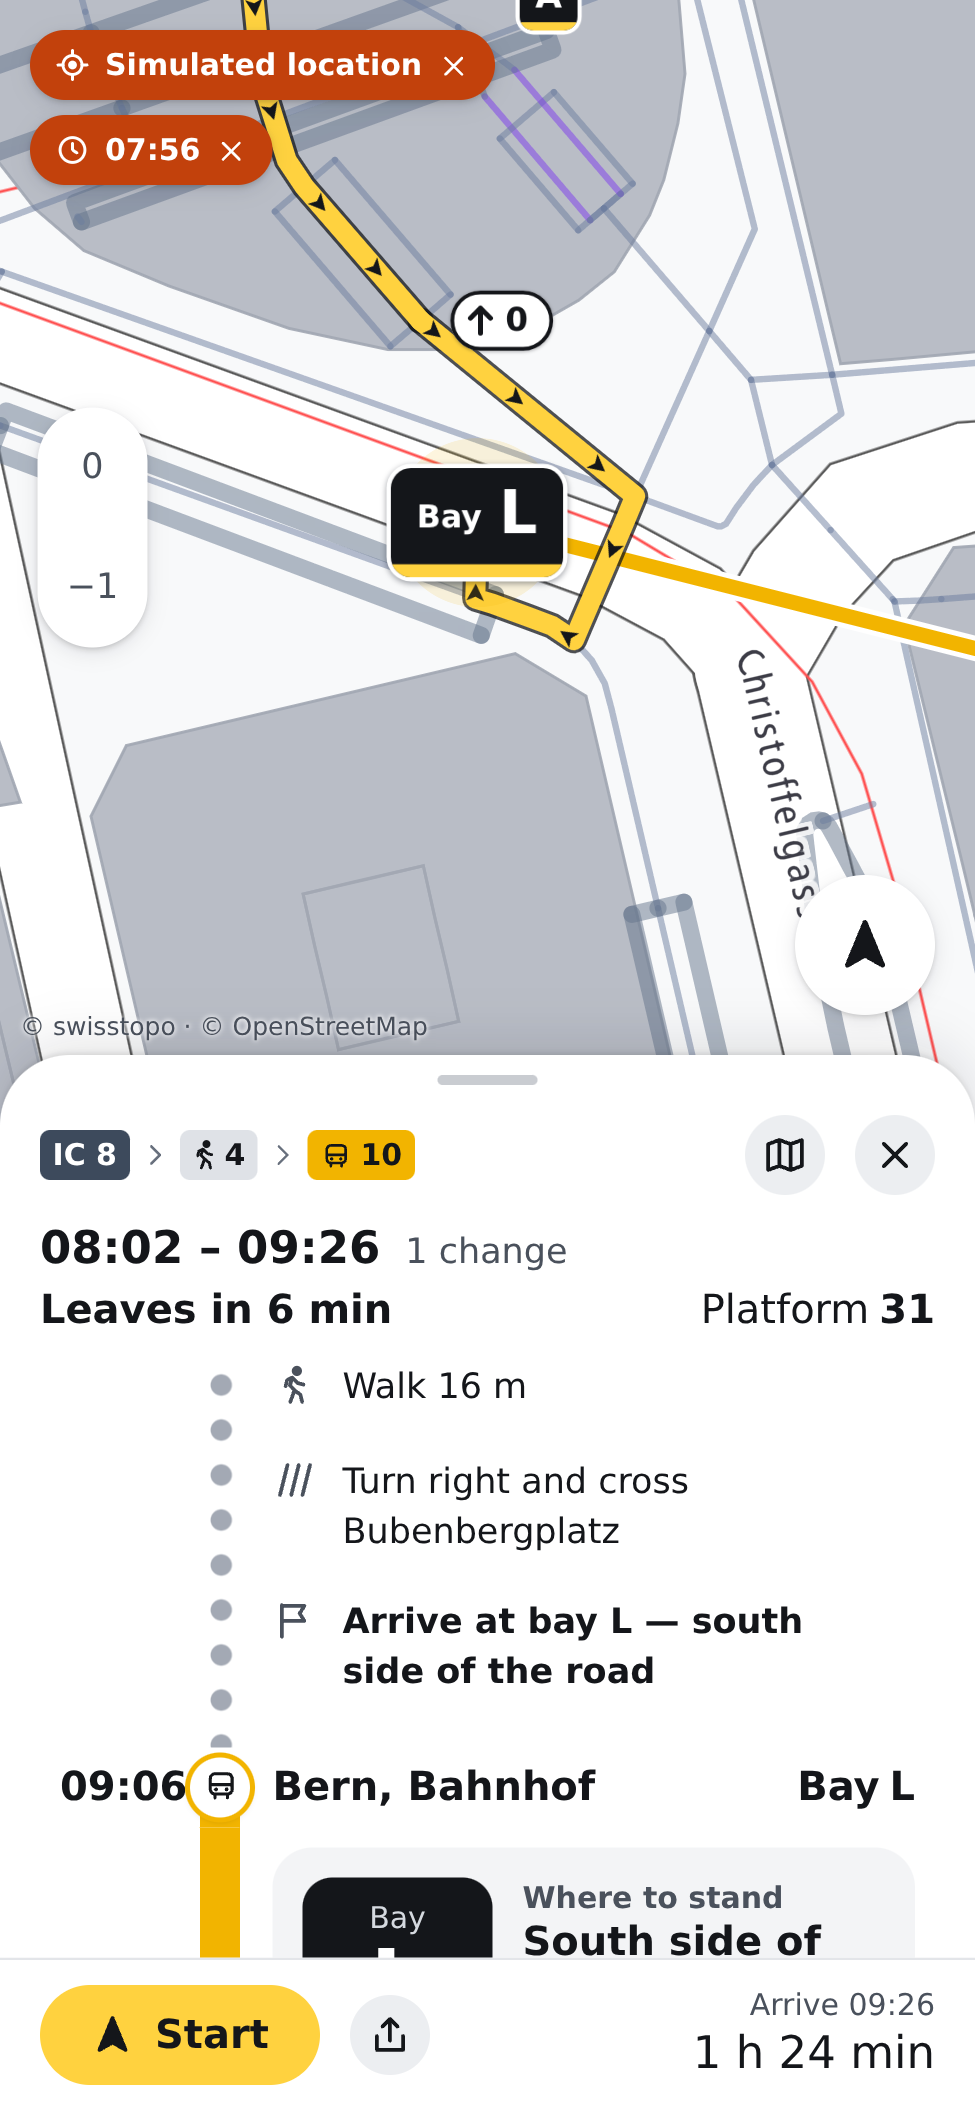 A
Simulated location
07:56
0
0
−1
Bay L
Christoffelgass
© swisstopo · © OpenStreetMap
IC 8
4
10
08:02 – 09:26 1 change
Leaves in 6 min
Platform 31
Walk 16 m
Turn right and cross
Bubenbergplatz
Arrive at bay L — south
side of the road
09:06 Bern, Bahnhof Bay L
Bay
Where to stand
South side of
Start
Arrive 09:26
1 h 24 min